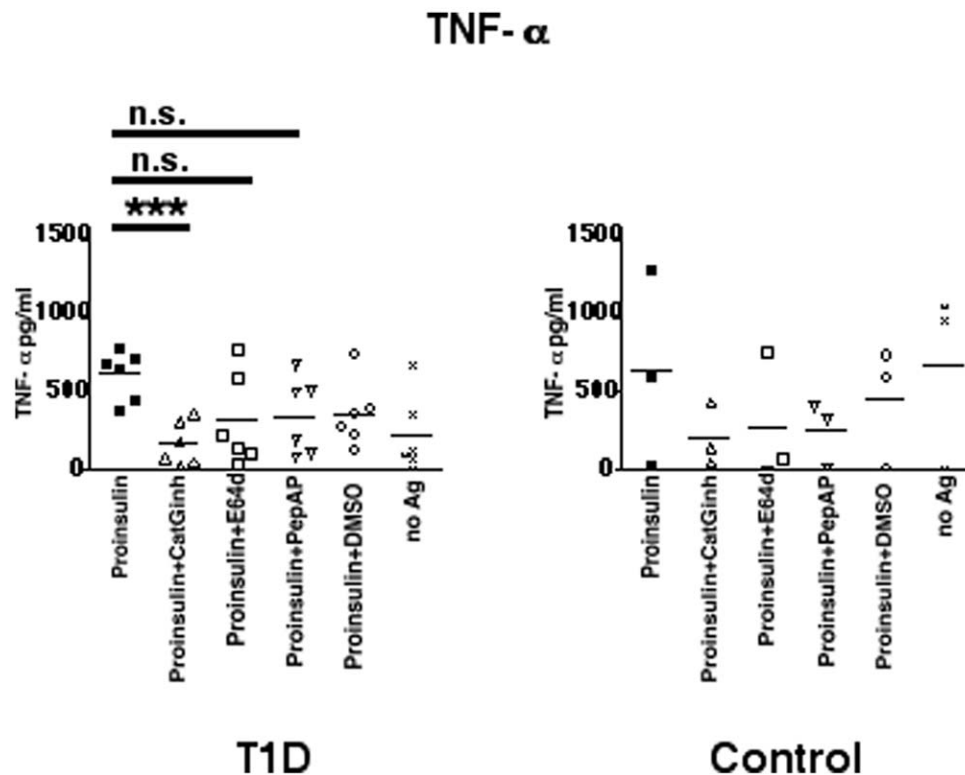 TNF- α
n.s.
n.s.
***
1500
1000
500
0
TNF- α pg/ml
Proinsulin
Proinsulin+CatGinh
Proinsulin+E64d
Proinsulin+PepAP
Proinsulin+DMSO
no Ag
T1D
1500
1000
500
0
TNF- α pg/ml
Proinsulin
Proinsulin+CatGinh
Proinsulin+E64d
Proinsulin+PepAP
Proinsulin+DMSO
no Ag
Control